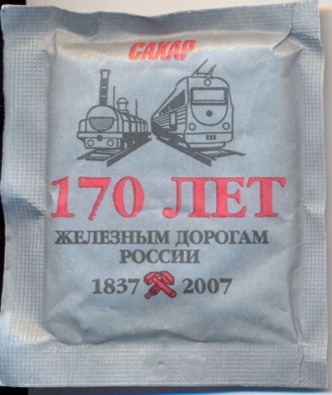 САХАР
170 ЛЕТ
ЖЕЛЕЗНЫМ ДОРОГАМ
РОССИИ
1837 2007